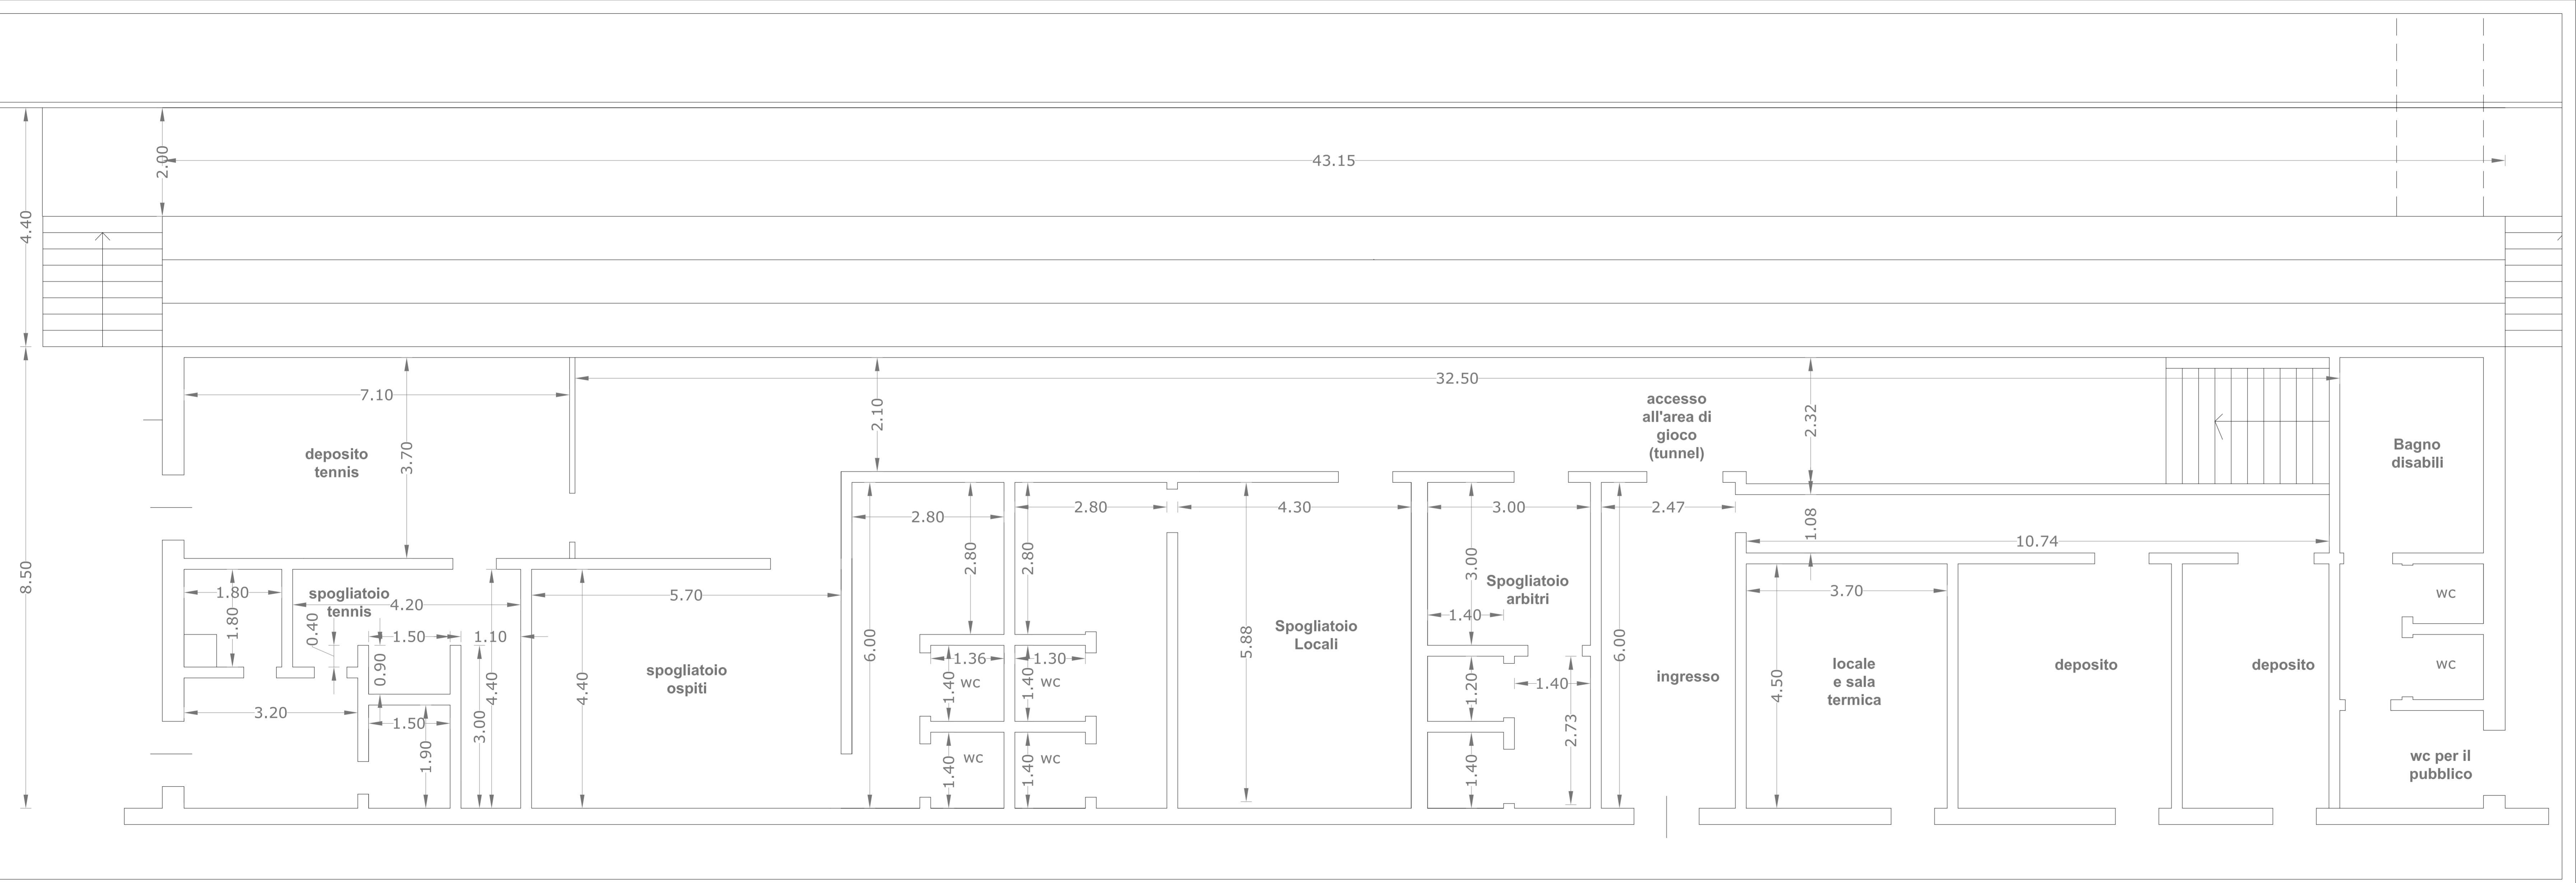 2.00
43.15
4.40
7.10
32.50
2.10
accesso
all'area di
gioco
(tunnel)
2.32
deposito
tennis
3.70
Bagno
disabili
8.50
2.80
2.80
4.30
3.00
2.47
1.08
10.74
1.80
1.80
spogliatoio
tennis
4.20
0.40
1.50
1.10
0.90
4.40
3.00
3.20
1.50
1.90
5.70
4.40
spogliatoio
ospiti
6.00
2.80
2.80
1.36
1.30
1.40
wc
1.40
wc
1.40
wc
1.40
wc
5.88
Spogliatoio
Locali
3.00
Spogliatoio
arbitri
1.40
1.20
1.40
2.73
1.40
6.00
ingresso
3.70
4.50
locale
e sala
termica
deposito
deposito
wc
wc
wc per il
pubblico